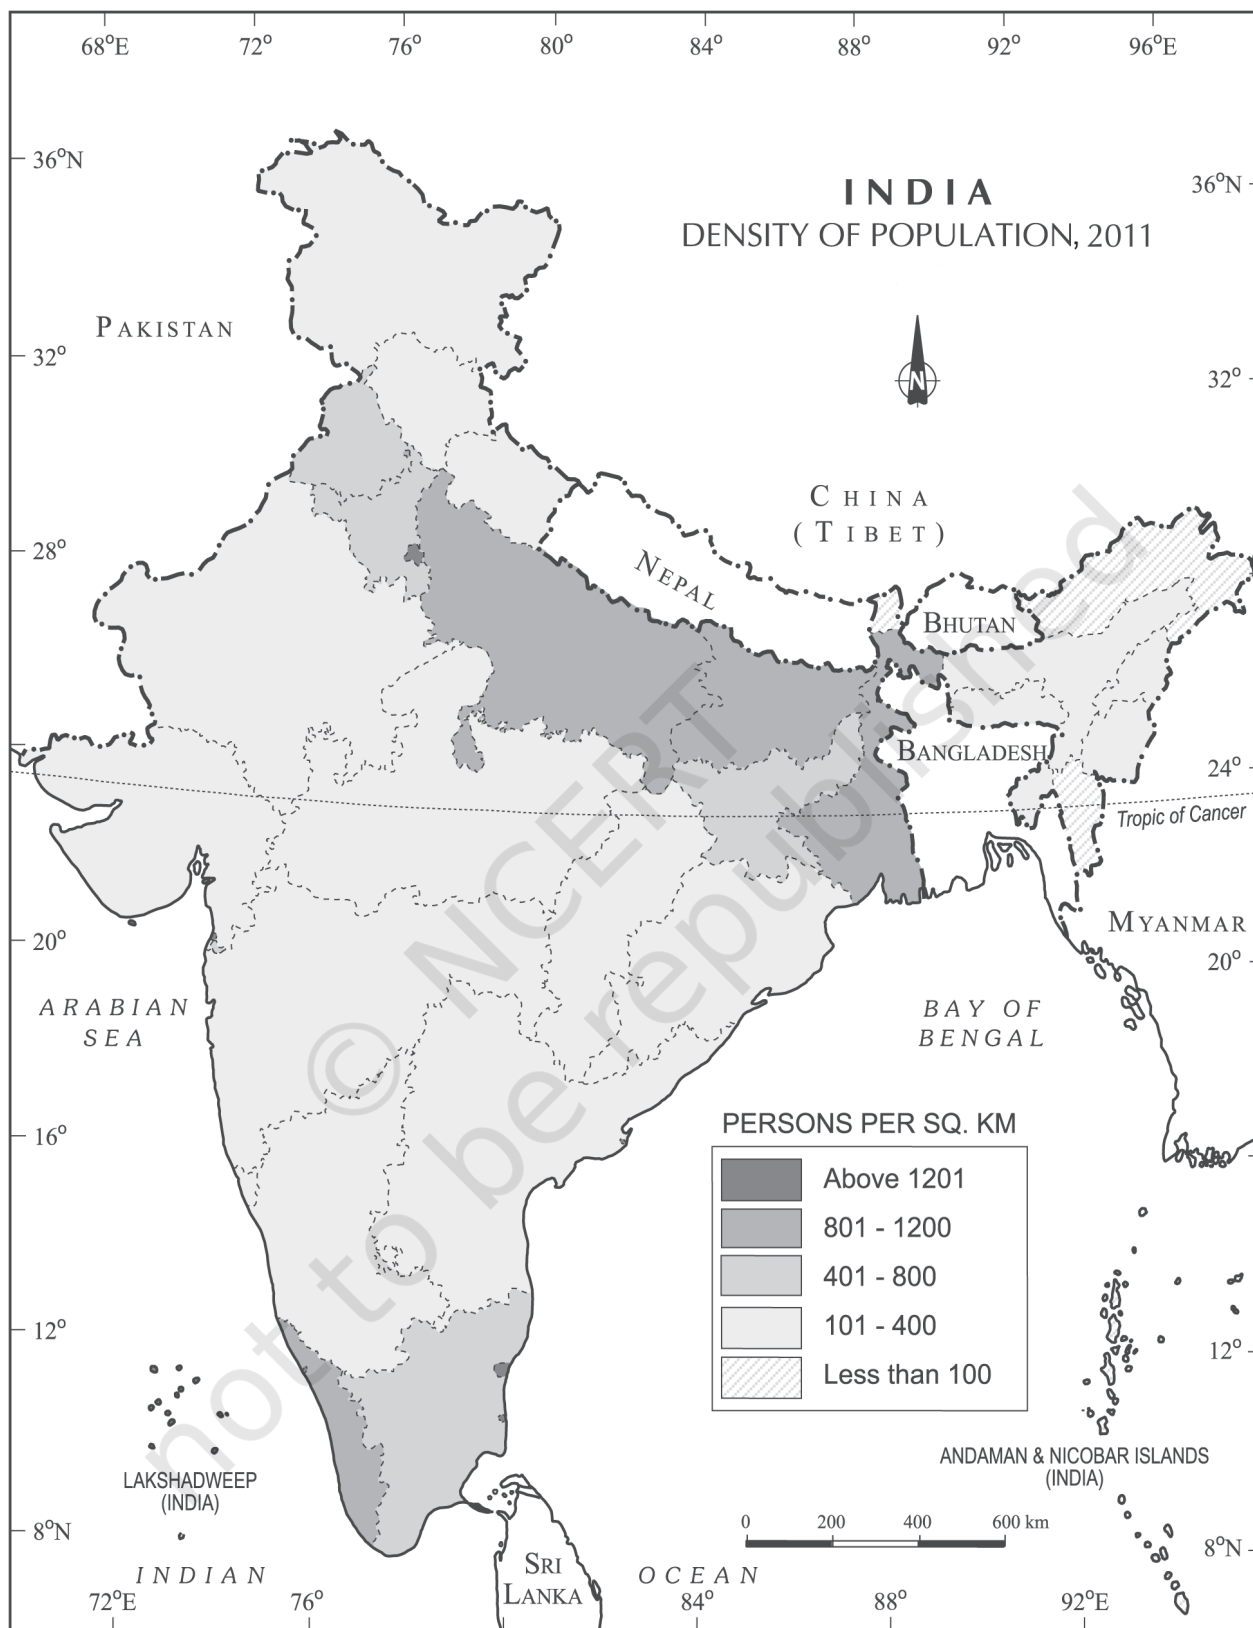 68°E 72° 76° 80° 84° 88° 92° 96°E
36°N
36°N
INDIA
DENSITY OF POPULATION, 2011
PAKISTAN
N
32°
32°
CHINA
(TIBET)
28°
NEPAL
BHUTAN
BANGLADESH
24°
Tropic of Cancer
MYANMAR
20°
20°
ARABIAN
SEA
BAY OF
BENGAL
© NCERT
not to be republished
16°
PERSONS PER SQ. KM
Above 1201
801 - 1200
401 - 800
101 - 400
Less than 100
12°
12°
LAKSHADWEEP
(INDIA)
ANDAMAN & NICOBAR ISLANDS
(INDIA)
0 200 400 600 km
8°N
8°N
SRI
LANKA
INDIAN OCEAN
72°E 76° 84° 88° 92°E